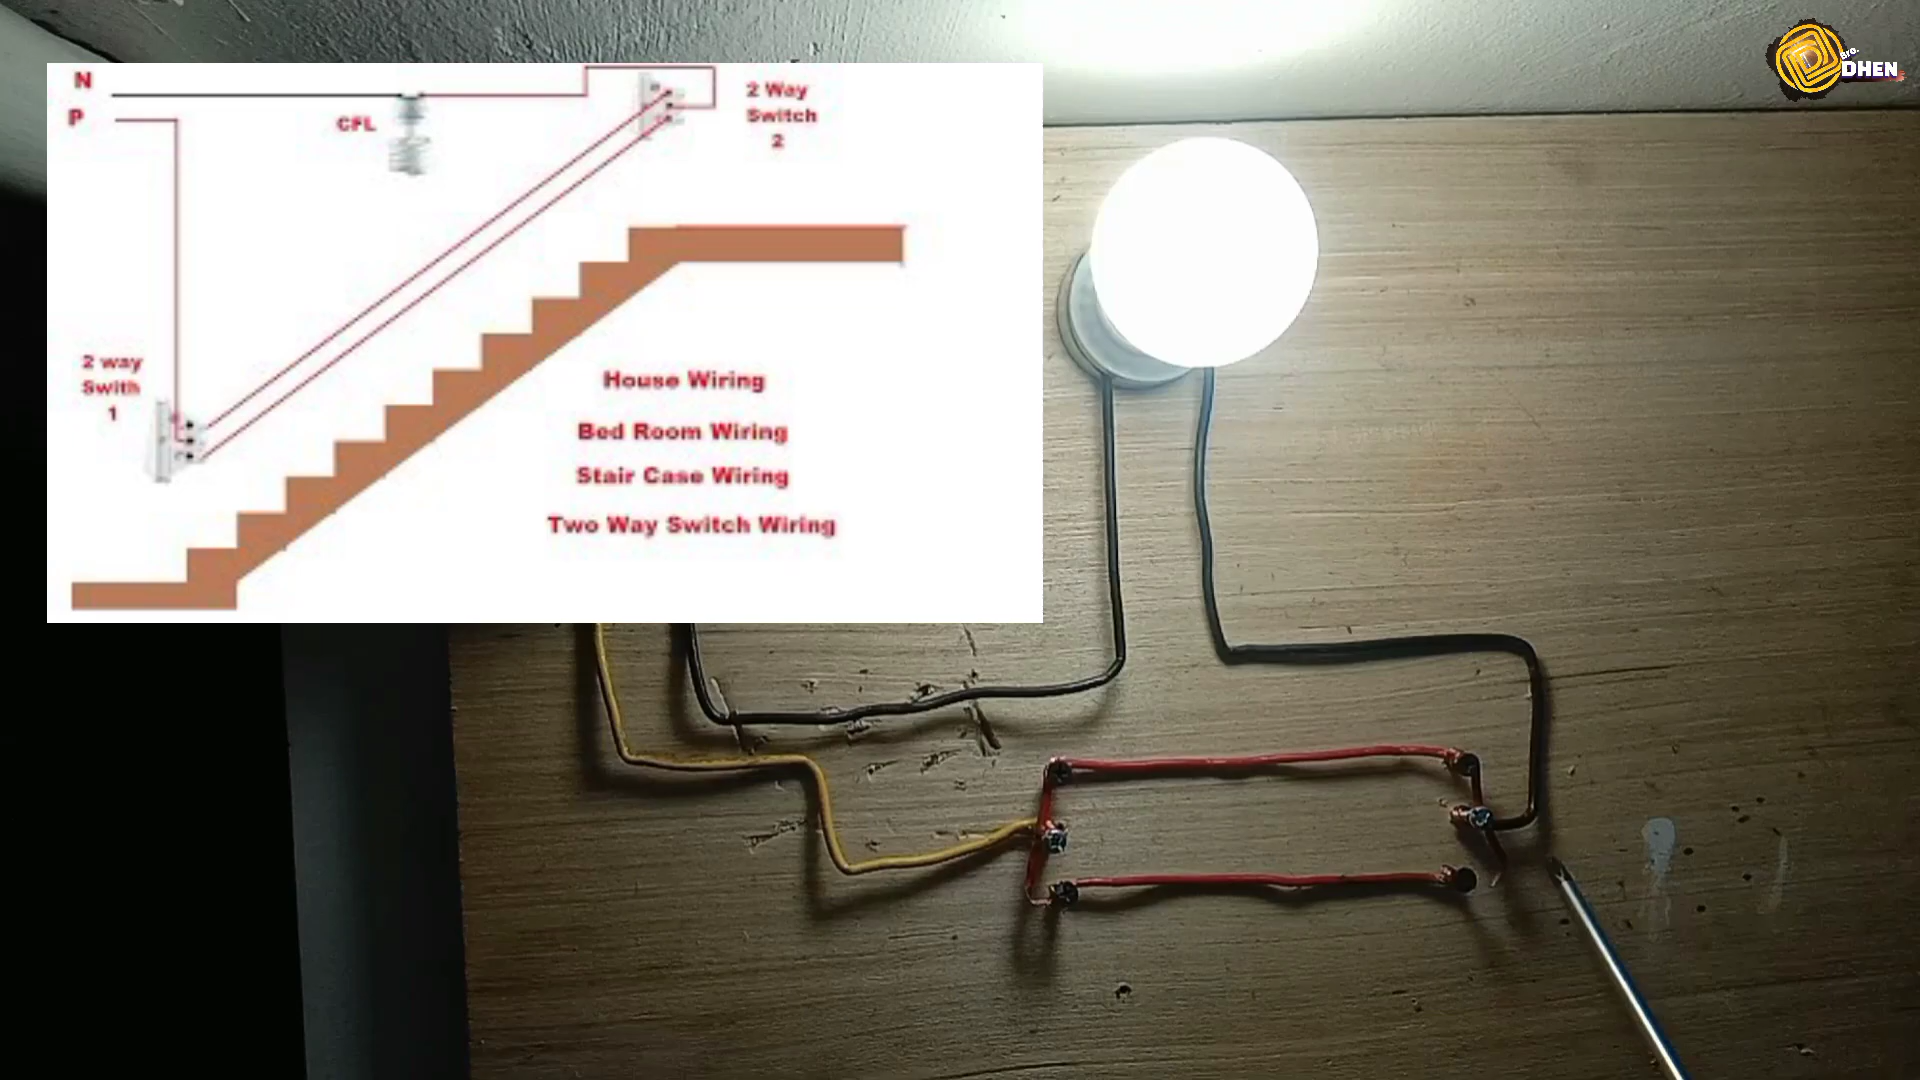 N
P
CFL
2 Way
Switch
2
2 way
Swith
1
House Wiring
Bed Room Wiring
Stair Case Wiring
Two Way Switch Wiring
Bro.
DHEN